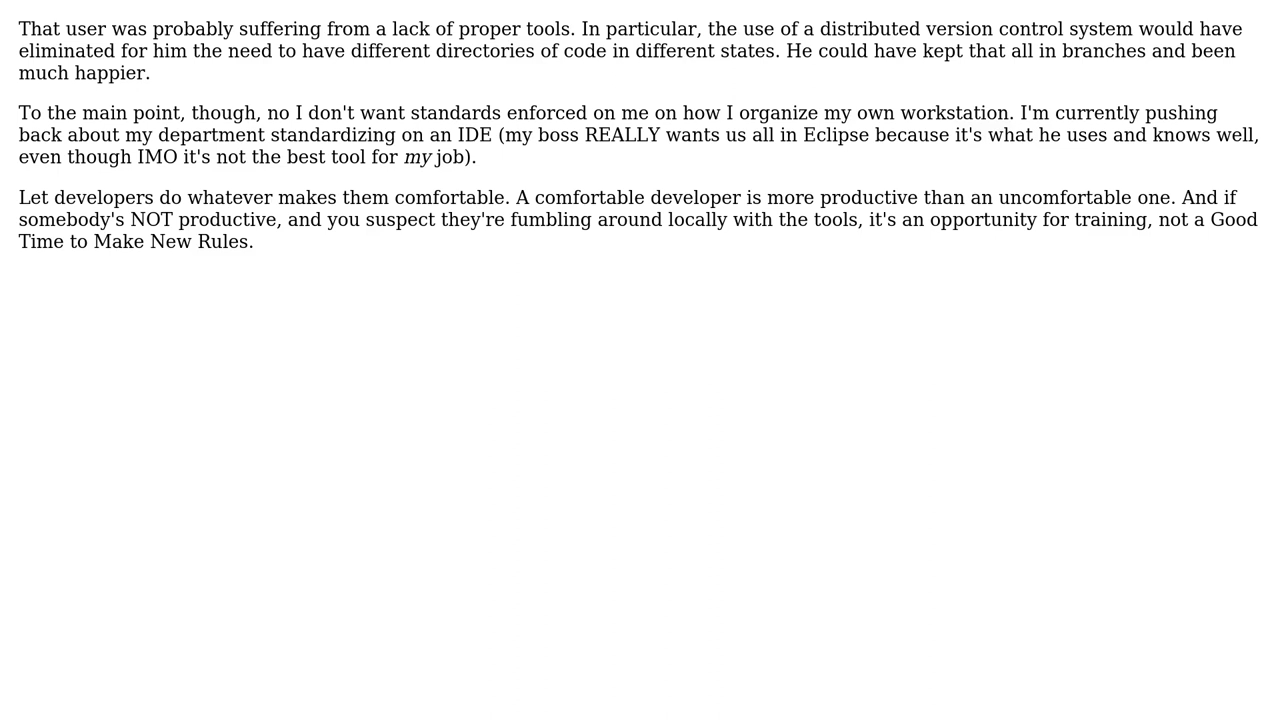 That user was probably suffering from a lack of proper tools. In particular, the use of a distributed version control system would have
eliminated for him the need to have different directories of code in different states. He could have kept that all in branches and been
much happier.
To the main point, though, no I don't want standards enforced on me on how I organize my own workstation. I'm currently pushing
back about my department standardizing on an IDE (my boss REALLY wants us all in Eclipse because it's what he uses and knows well,
even though IMO it's not the best tool for my job).
Let developers do whatever makes them comfortable. A comfortable developer is more productive than an uncomfortable one. And if
somebody's NOT productive, and you suspect they're fumbling around locally with the tools, it's an opportunity for training, not a Good
Time to Make New Rules.